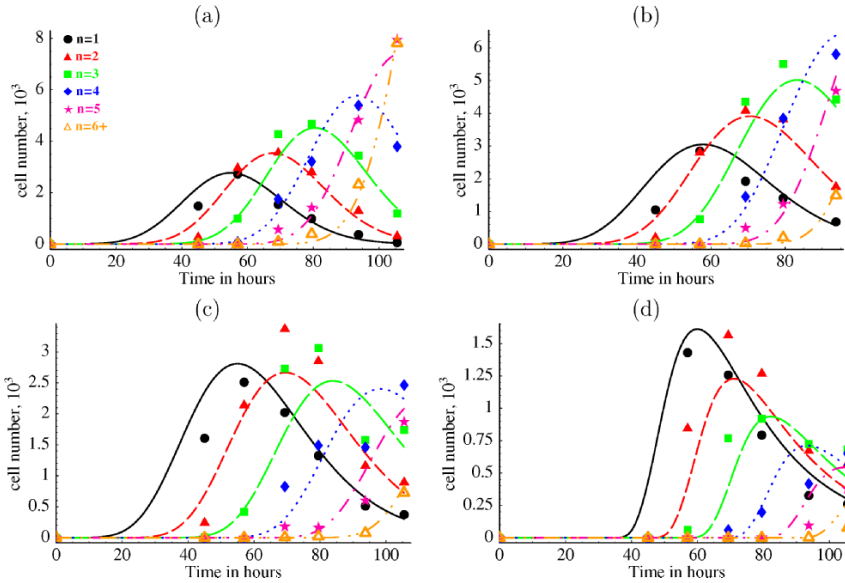 (a)
8
6
4
2
0
cell number, 10³
n=1
n=2
n=3
n=4
n=5
n=6+
0 20 40 60 80 100
Time in hours
(b)
6
5
4
3
2
1
0
cell number, 10³
0 20 40 60 80
Time in hours
(c)
3
2.5
2
1.5
1
0.5
0
cell number, 10³
0 20 40 60 80 100
Time in hours
(d)
1.5
1.25
1
0.75
0.5
0.25
0
cell number, 10³
0 20 40 60 80 100
Time in hours